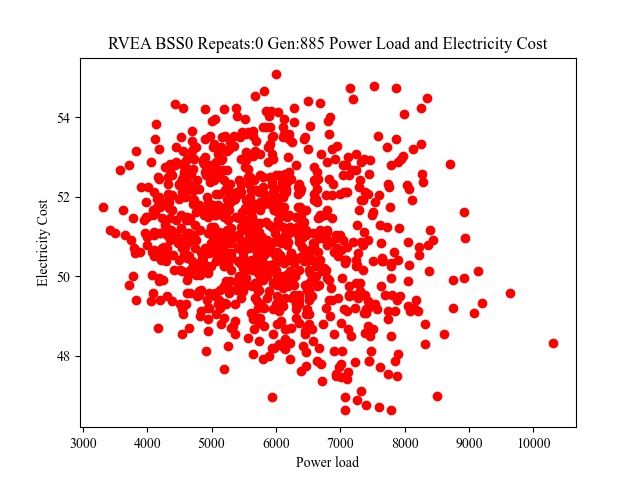 RVEA BSS0 Repeats:0 Gen:885 Power Load and Electricity Cost
54
52
50
48
Electricity Cost
3000 4000 5000 6000 7000 8000 9000 10000
Power load